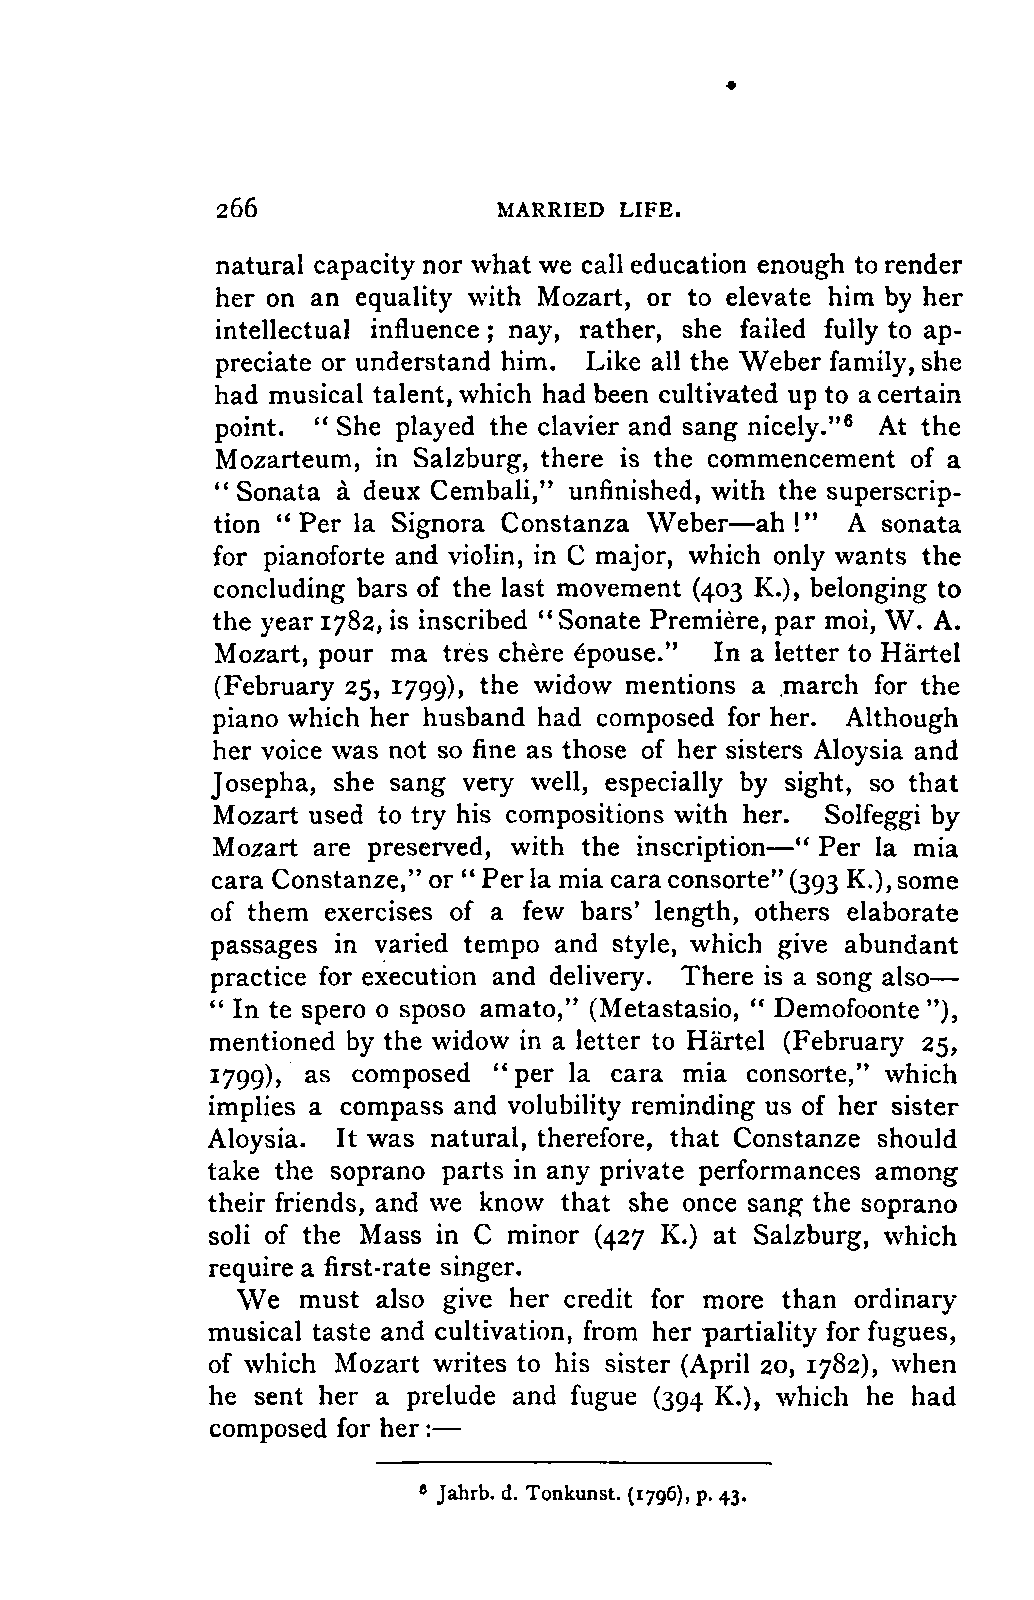 266 MARRIED LIFE.
natural capacity nor what we call education enough to render
her on an equality with Mozart, or to elevate him by her
intellectual influence; nay, rather, she failed fully to ap-
preciate or understand him. Like all the Weber family, she
had musical talent, which had been cultivated up to a certain
point. "She played the clavier and sang nicely."⁶ At the
Mozarteum, in Salzburg, there is the commencement of a
"Sonata à deux Cembali," unfinished, with the superscrip-
tion "Per la Signora Constanza Weber—ah!" A sonata
for pianoforte and violin, in C major, which only wants the
concluding bars of the last movement (403 K.), belonging to
the year 1782, is inscribed "Sonate Première, par moi, W. A.
Mozart, pour ma très chère épouse." In a letter to Härtel
(February 25, 1799), the widow mentions a march for the
piano which her husband had composed for her. Although
her voice was not so fine as those of her sisters Aloysia and
Josepha, she sang very well, especially by sight, so that
Mozart used to try his compositions with her. Solfeggi by
Mozart are preserved, with the inscription—"Per la mia
cara Constanze," or "Per la mia cara consorte" (393 K.), some
of them exercises of a few bars' length, others elaborate
passages in varied tempo and style, which give abundant
practice for execution and delivery. There is a song also—
"In te spero o sposo amato," (Metastasio, "Demofoonte"),
mentioned by the widow in a letter to Härtel (February 25,
1799), as composed "per la cara mia consorte," which
implies a compass and volubility reminding us of her sister
Aloysia. It was natural, therefore, that Constanze should
take the soprano parts in any private performances among
their friends, and we know that she once sang the soprano
soli of the Mass in C minor (427 K.) at Salzburg, which
require a first-rate singer.
We must also give her credit for more than ordinary
musical taste and cultivation, from her partiality for fugues,
of which Mozart writes to his sister (April 20, 1782), when
he sent her a prelude and fugue (394 K.), which he had
composed for her:—
⁶ Jahrb. d. Tonkunst. (1796), p. 43.